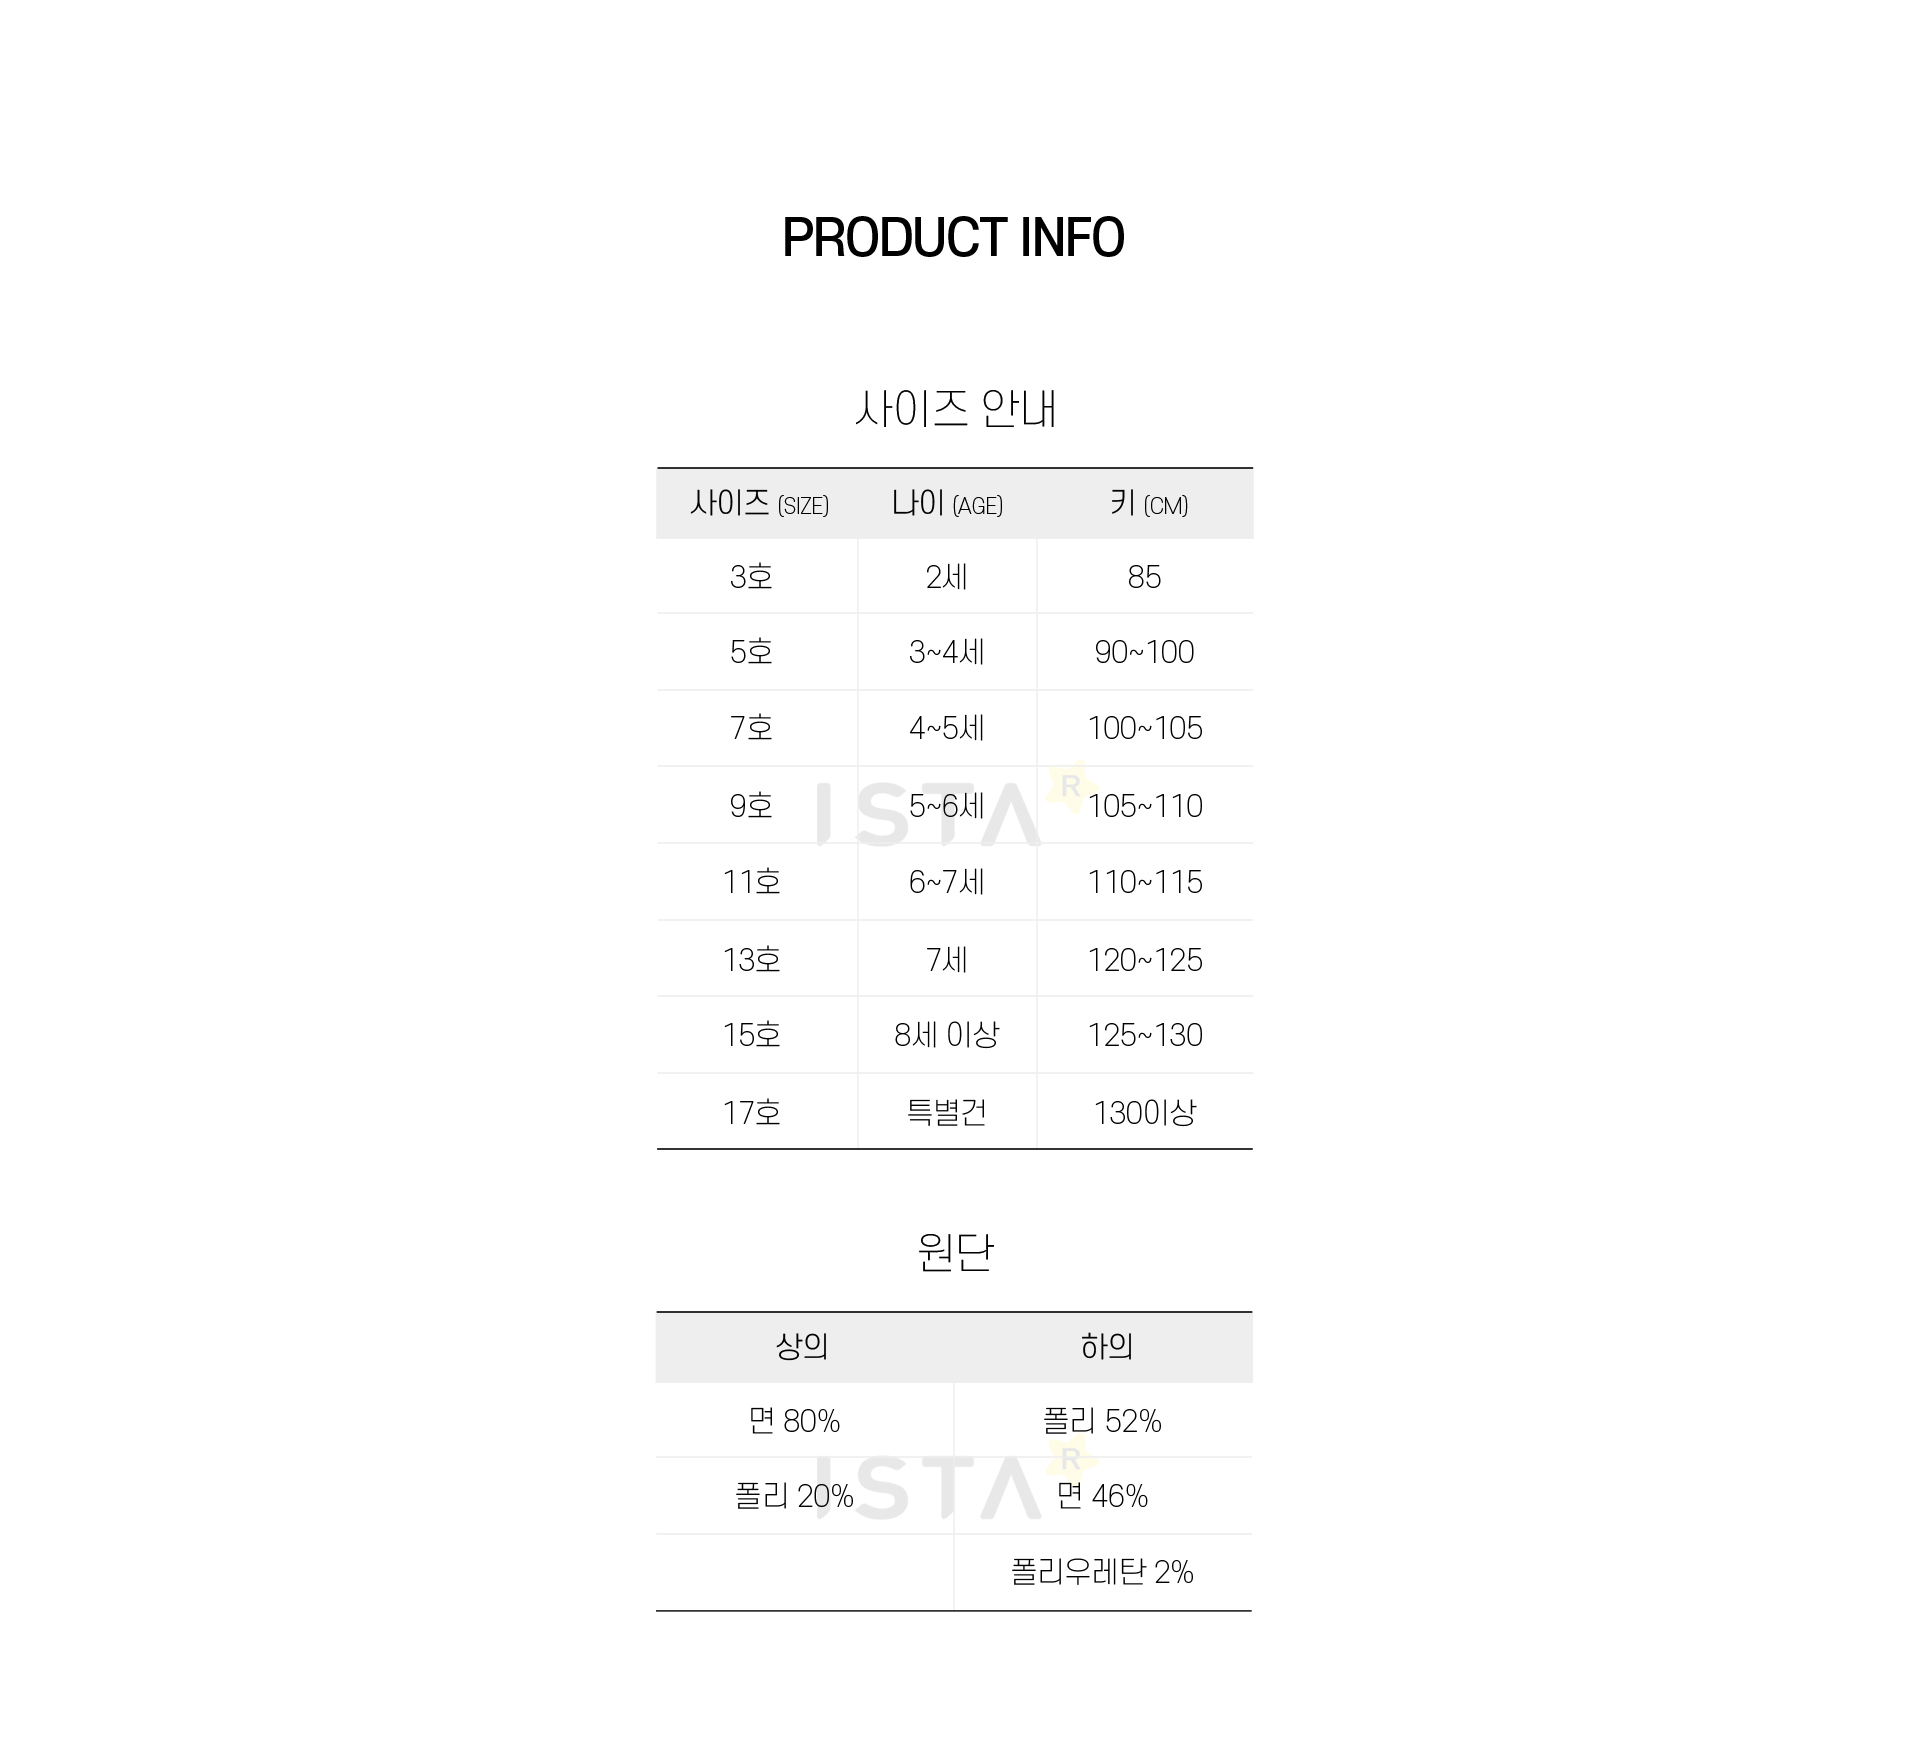 PRODUCT INFO
사이즈 안내
사이즈 (SIZE) 나이 (AGE) 키 (CM)
3호 2세 85
5호 3~4세 90~100
7호 4~5세 100~105
9호 5~6세 105~110
ISTA R
11호 6~7세 110~115
13호 7세 120~125
15호 8세 이상 125~130
17호 특별건 130이상
원단
상의 하의
면 80% 폴리 52%
ISTA R
폴리 20% 면 46%
폴리우레탄 2%